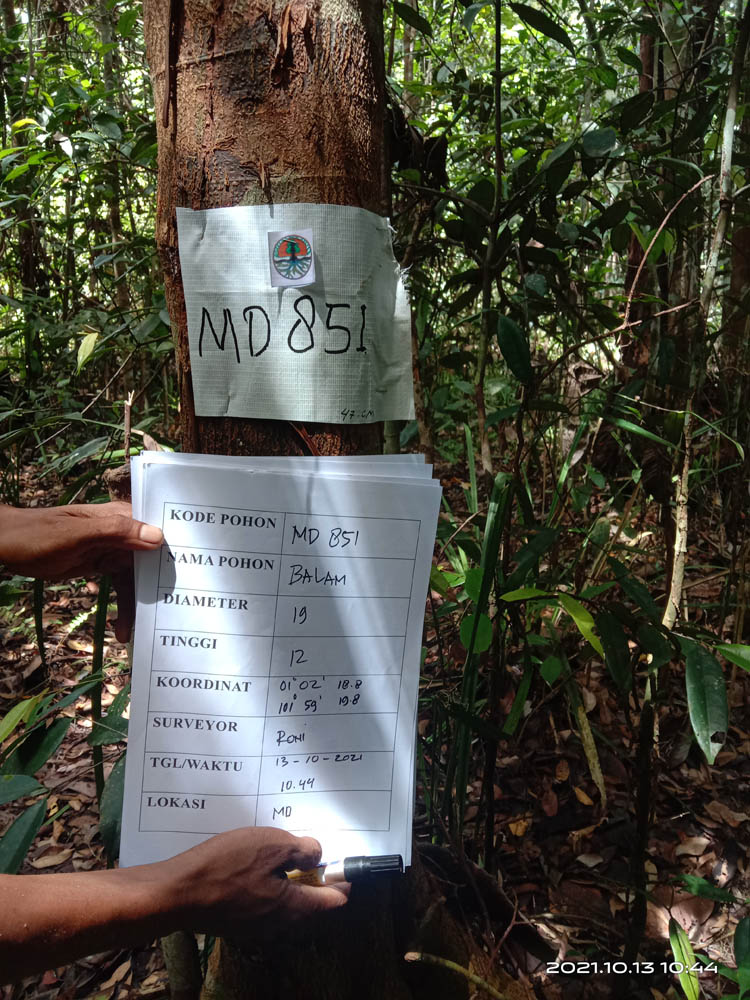 MD 851
47.CM
KODE POHON MD 851
NAMA POHON BALAM
DIAMETER 19
TINGGI 12
KOORDINAT 01° 02' 18.8
101° 59' 19.8
SURVEYOR ROMI
TGL/WAKTU 13-10-2021
10.44
LOKASI MD
2021.10.13 10:44